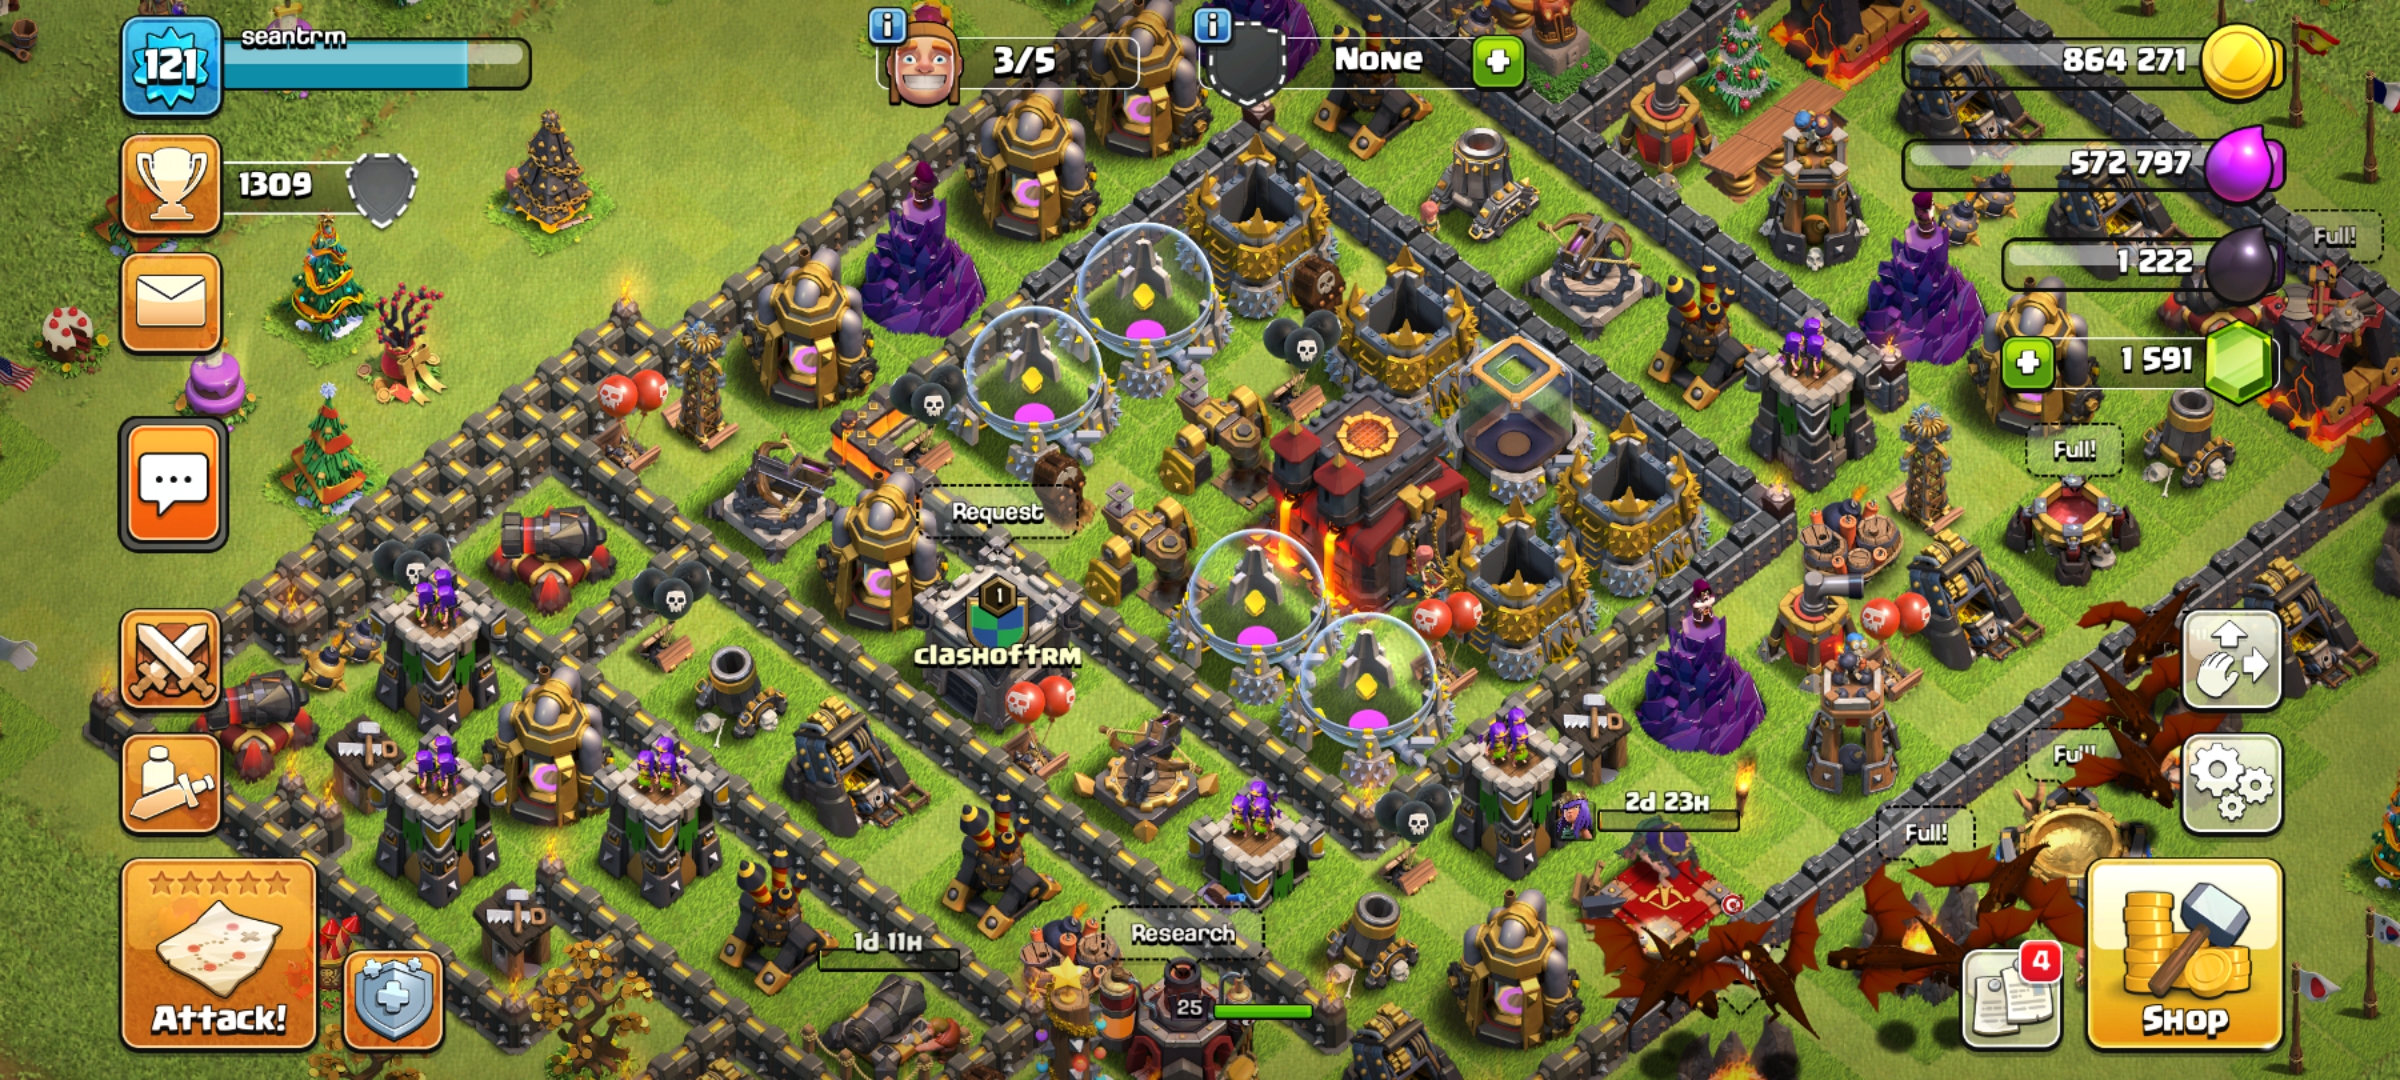 121
seantrm
3/5
None
864 271
1309
572 797
Full!
1 222
1 591
Full!
Request
1
clashofTRM
Full!
2d 23H
Full!
1d 11H
Research
4
25
Attack!
Shop